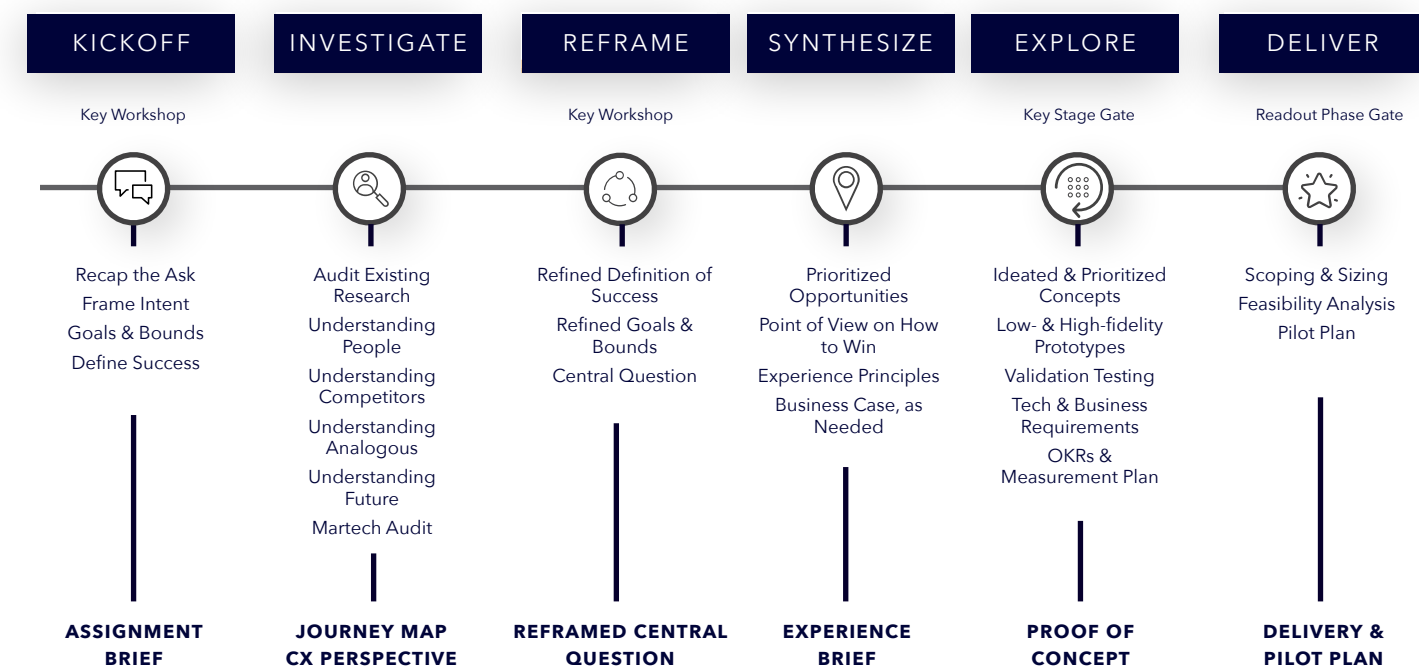 KICKOFF
INVESTIGATE
REFRAME
SYNTHESIZE
EXPLORE
DELIVER
Key Workshop
Key Workshop
Key Stage Gate
Readout Phase Gate
Recap the Ask
Frame Intent
Goals & Bounds
Define Success
Audit Existing
Research
Understanding
People
Understanding
Competitors
Understanding
Analogous
Understanding
Future
Martech Audit
Refined Definition of
Success
Refined Goals &
Bounds
Central Question
Prioritized
Opportunities
Point of View on How
to Win
Experience Principles
Business Case, as
Needed
Ideated & Prioritized
Concepts
Low- & High-fidelity
Prototypes
Validation Testing
Tech & Business
Requirements
OKRs &
Measurement Plan
Scoping & Sizing
Feasibility Analysis
Pilot Plan
ASSIGNMENT
BRIEF
JOURNEY MAP
CX PERSPECTIVE
REFRAMED CENTRAL
QUESTION
EXPERIENCE
BRIEF
PROOF OF
CONCEPT
DELIVERY &
PILOT PLAN